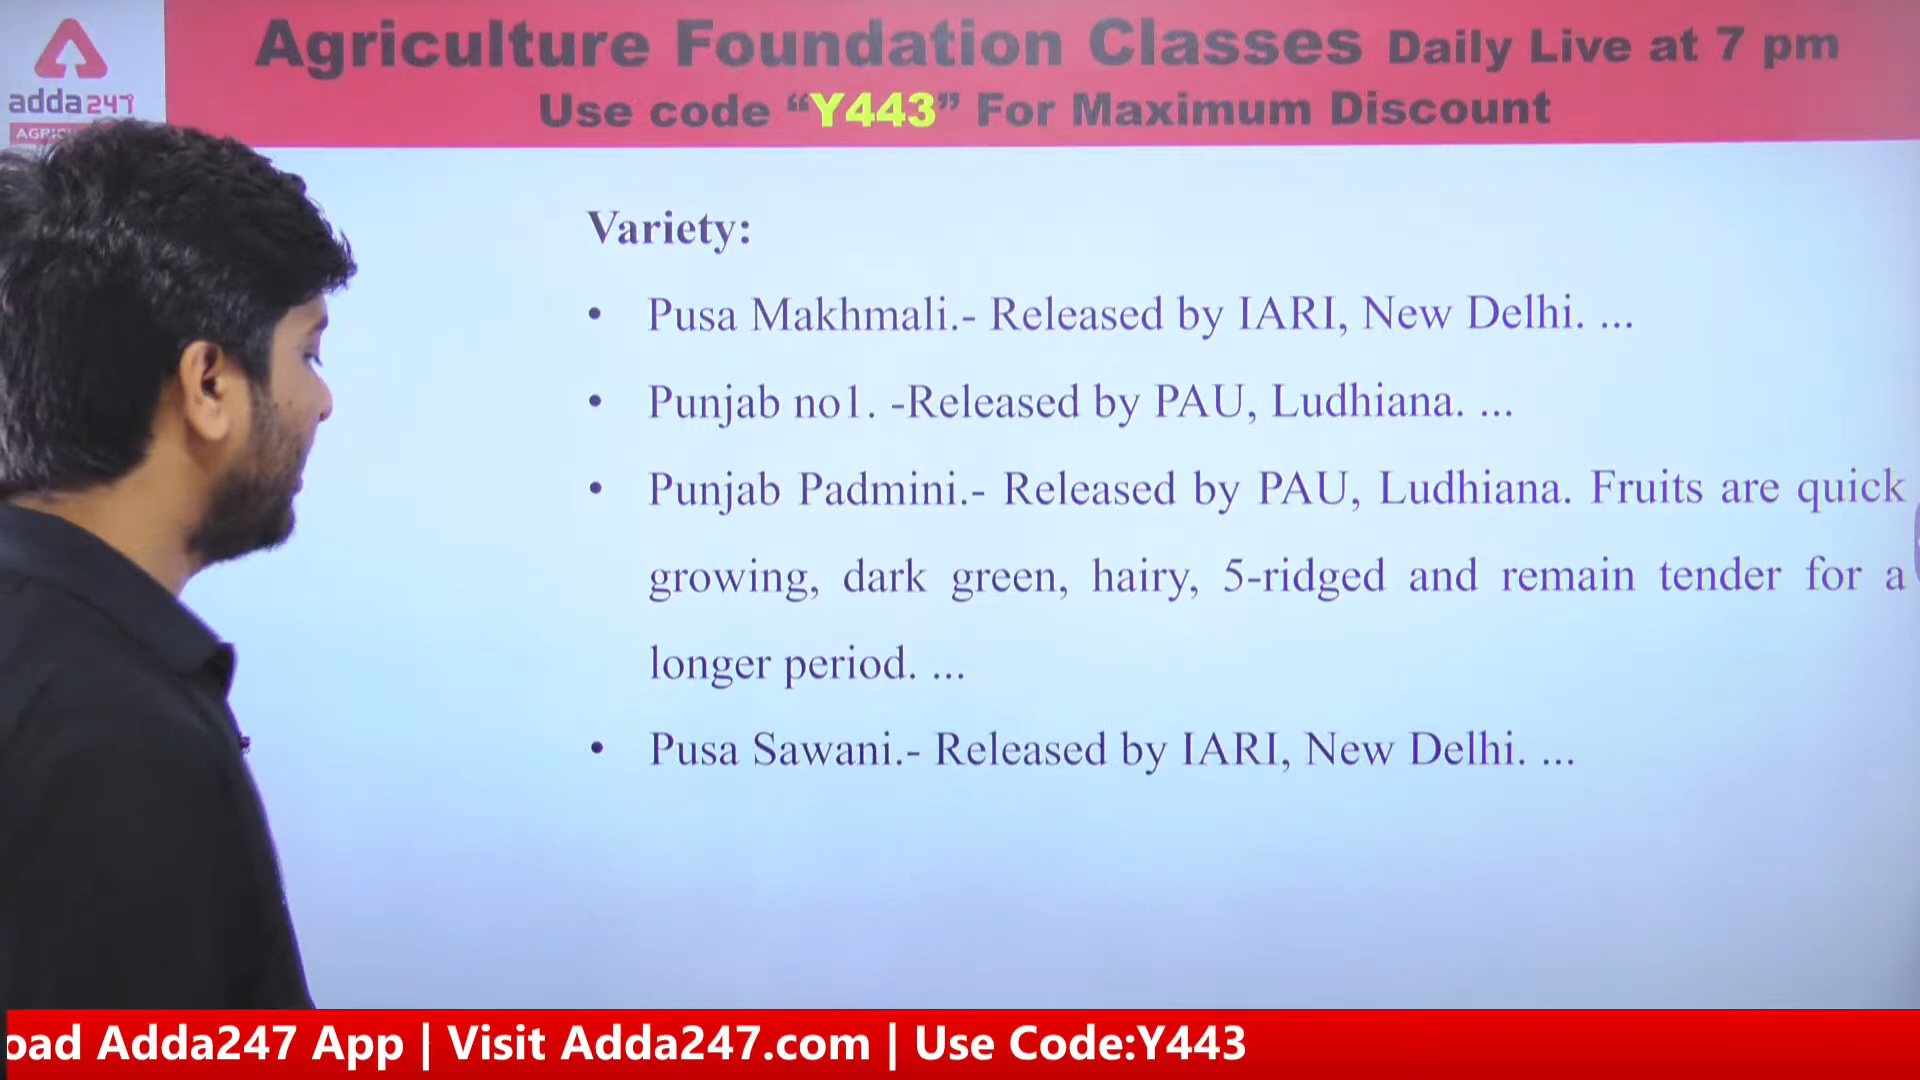 Agriculture Foundation Classes Daily Live at 7 pm
Use code “Y443” For Maximum Discount
adda247
Variety:
• Pusa Makhmali.- Released by IARI, New Delhi. ...
• Punjab no1. -Released by PAU, Ludhiana. ...
• Punjab Padmini.- Released by PAU, Ludhiana. Fruits are quick
growing, dark green, hairy, 5-ridged and remain tender for a
longer period. ...
• Pusa Sawani.- Released by IARI, New Delhi. ...
oad Adda247 App | Visit Adda247.com | Use Code:Y443